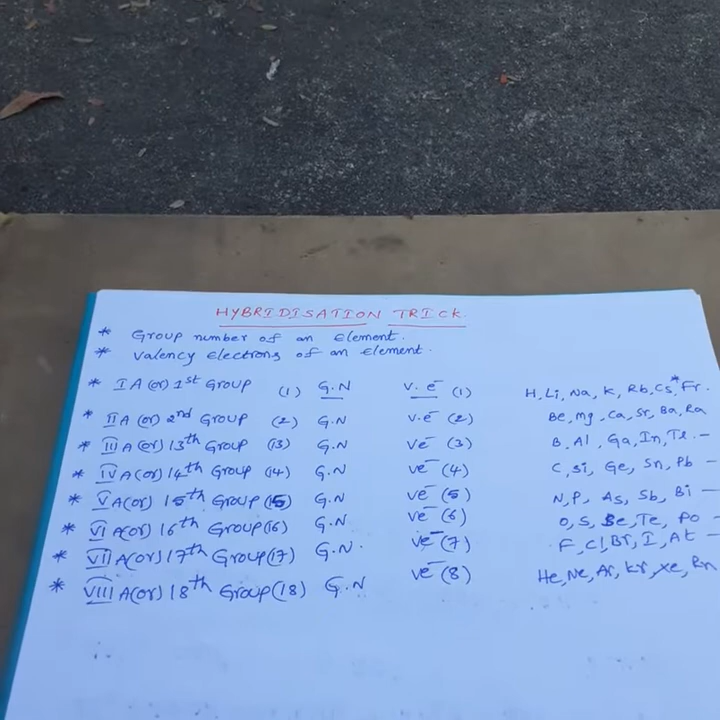 HYBRIDISATION TRICK
* Group number of an Element.
* Valency Electrons of an Element.
* IA (or) 1st Group (1) G.N V.e⁻ (1) H, Li, Na, K, Rb, Cs, *Fr.
* IIA (or) 2nd Group (2) G.N V.e⁻ (2) Be, Mg, Ca, Sr, Ba, Ra
* IIIA (or) 13th Group (13) G.N Ve⁻ (3) B, Al, Ga, In, Tl. –
* IVA (or) 14th Group (14) G.N Ve⁻ (4) C, Si, Ge, Sn, Pb –
* VA (or) 15th Group (15) G.N Ve⁻ (5) N, P, As, Sb, Bi –
* VI A (or) 16th Group (16) G.N Ve⁻ (6) O, S, Se, Te, Po –
* VII A (or) 17th Group (17) G.N. Ve⁻ (7) F, Cl, Br, I, At –
* VIII A (or) 18th Group (18) G.N Ve⁻ (8) He, Ne, Ar, Kr, Xe, Rn